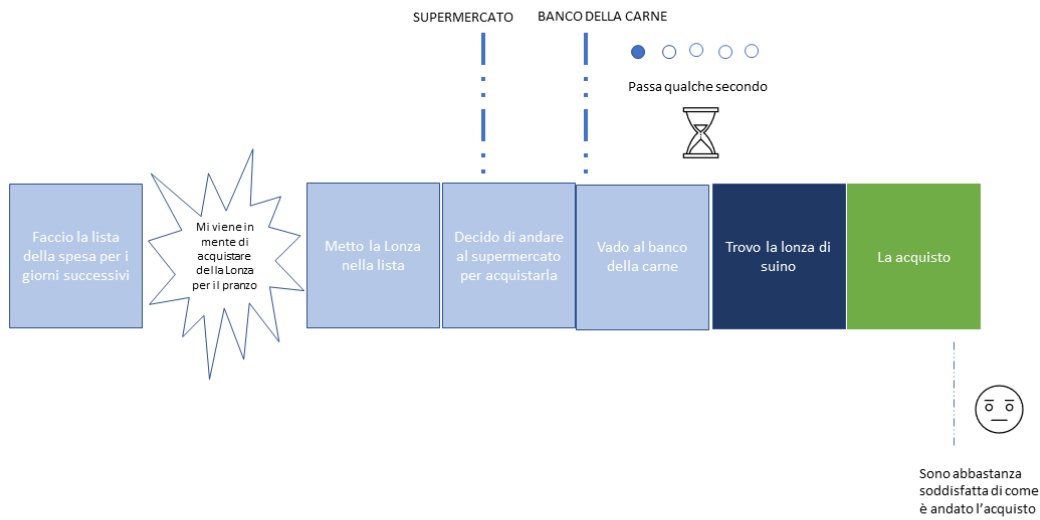 SUPERMERCATO
BANCO DELLA CARNE
Passa qualche secondo
Faccio la lista
della spesa per i
giorni successivi
Mi viene in
mente di
acquistare
della Lonza
per il pranzo
Metto la Lonza
nella lista
Decido di andare
al supermercato
per acquistarla
Vado al banco
della carne
Trovo la lonza di
suino
La acquisto
Sono abbastanza
soddisfatta di come
è andato l'acquisto